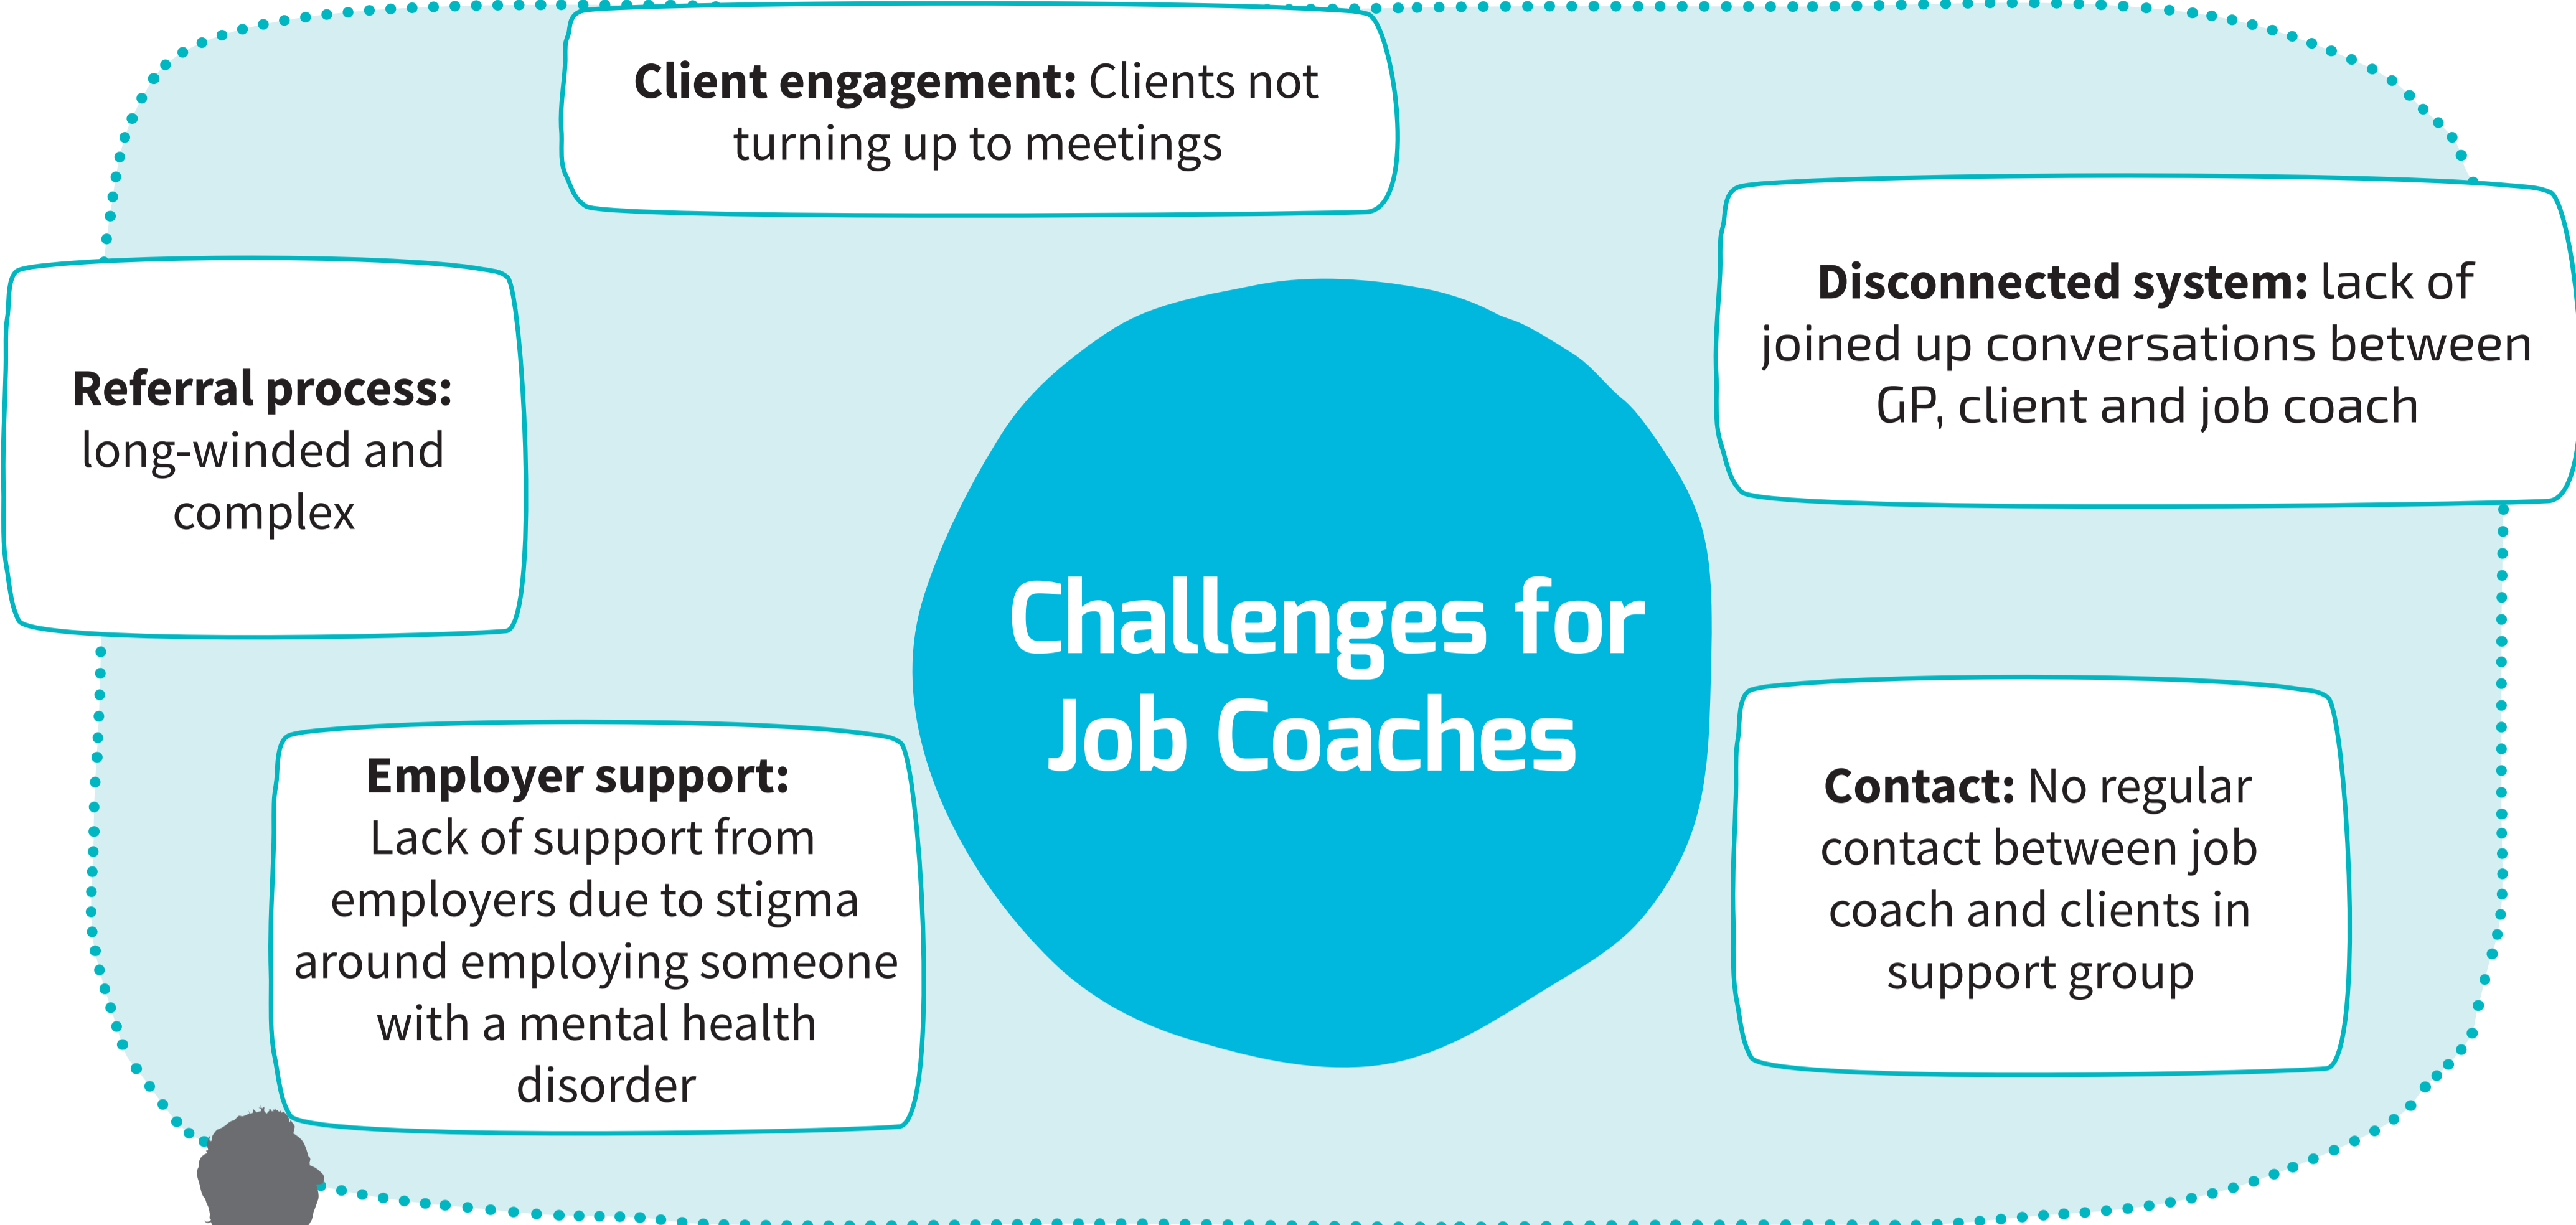 Client engagement: Clients not
turning up to meetings
Disconnected system: lack of
joined up conversations between
GP, client and job coach
Referral process:
long-winded and
complex
Challenges for
Job Coaches
Employer support:
Lack of support from
employers due to stigma
around employing someone
with a mental health
disorder
Contact: No regular
contact between job
coach and clients in
support group